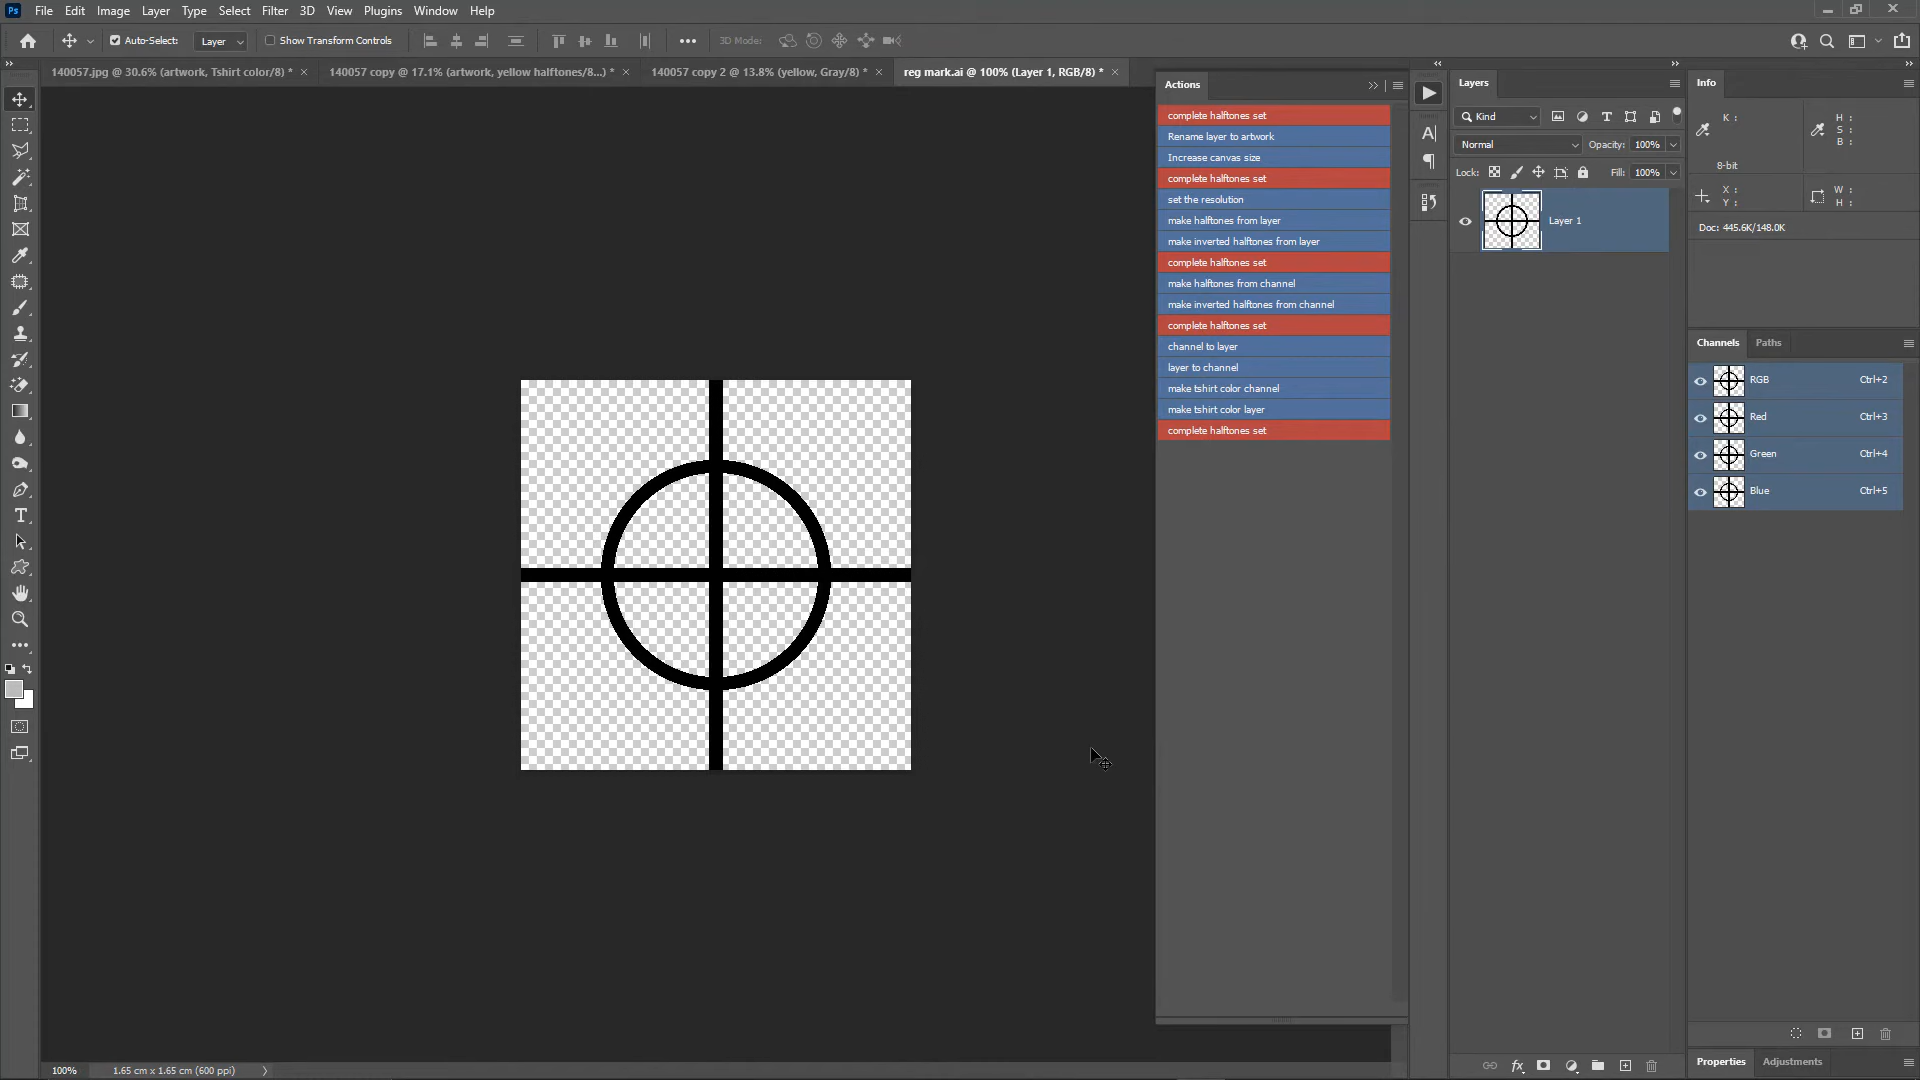 Ps File Edit Image Layer Type Select Filter 3D View Plugins Window Help
Auto-Select: Layer Show Transform Controls 3D Mode:
140057.jpg @ 30.6% (artwork, Tshirt color/8) * × 140057 copy @ 17.1% (artwork, yellow halftones/8...) * × 140057 copy 2 @ 13.8% (yellow, Gray/8) * × reg mark.ai @ 100% (Layer 1, RGB/8) * ×
Actions
complete halftones set
Rename layer to artwork
Increase canvas size
complete halftones set
set the resolution
make halftones from layer
make inverted halftones from layer
complete halftones set
make halftones from channel
make inverted halftones from channel
complete halftones set
channel to layer
layer to channel
make tshirt color channel
make tshirt color layer
complete halftones set
Layers
Kind
Normal Opacity: 100%
Lock: Fill: 100%
Layer 1
Info
K : H :
S :
B :
8-bit
X : W :
Y : H :
Doc: 445.6K/148.0K
Channels Paths
RGB Ctrl+2
Red Ctrl+3
Green Ctrl+4
Blue Ctrl+5
Properties Adjustments
100% 1.65 cm x 1.65 cm (600 ppi)